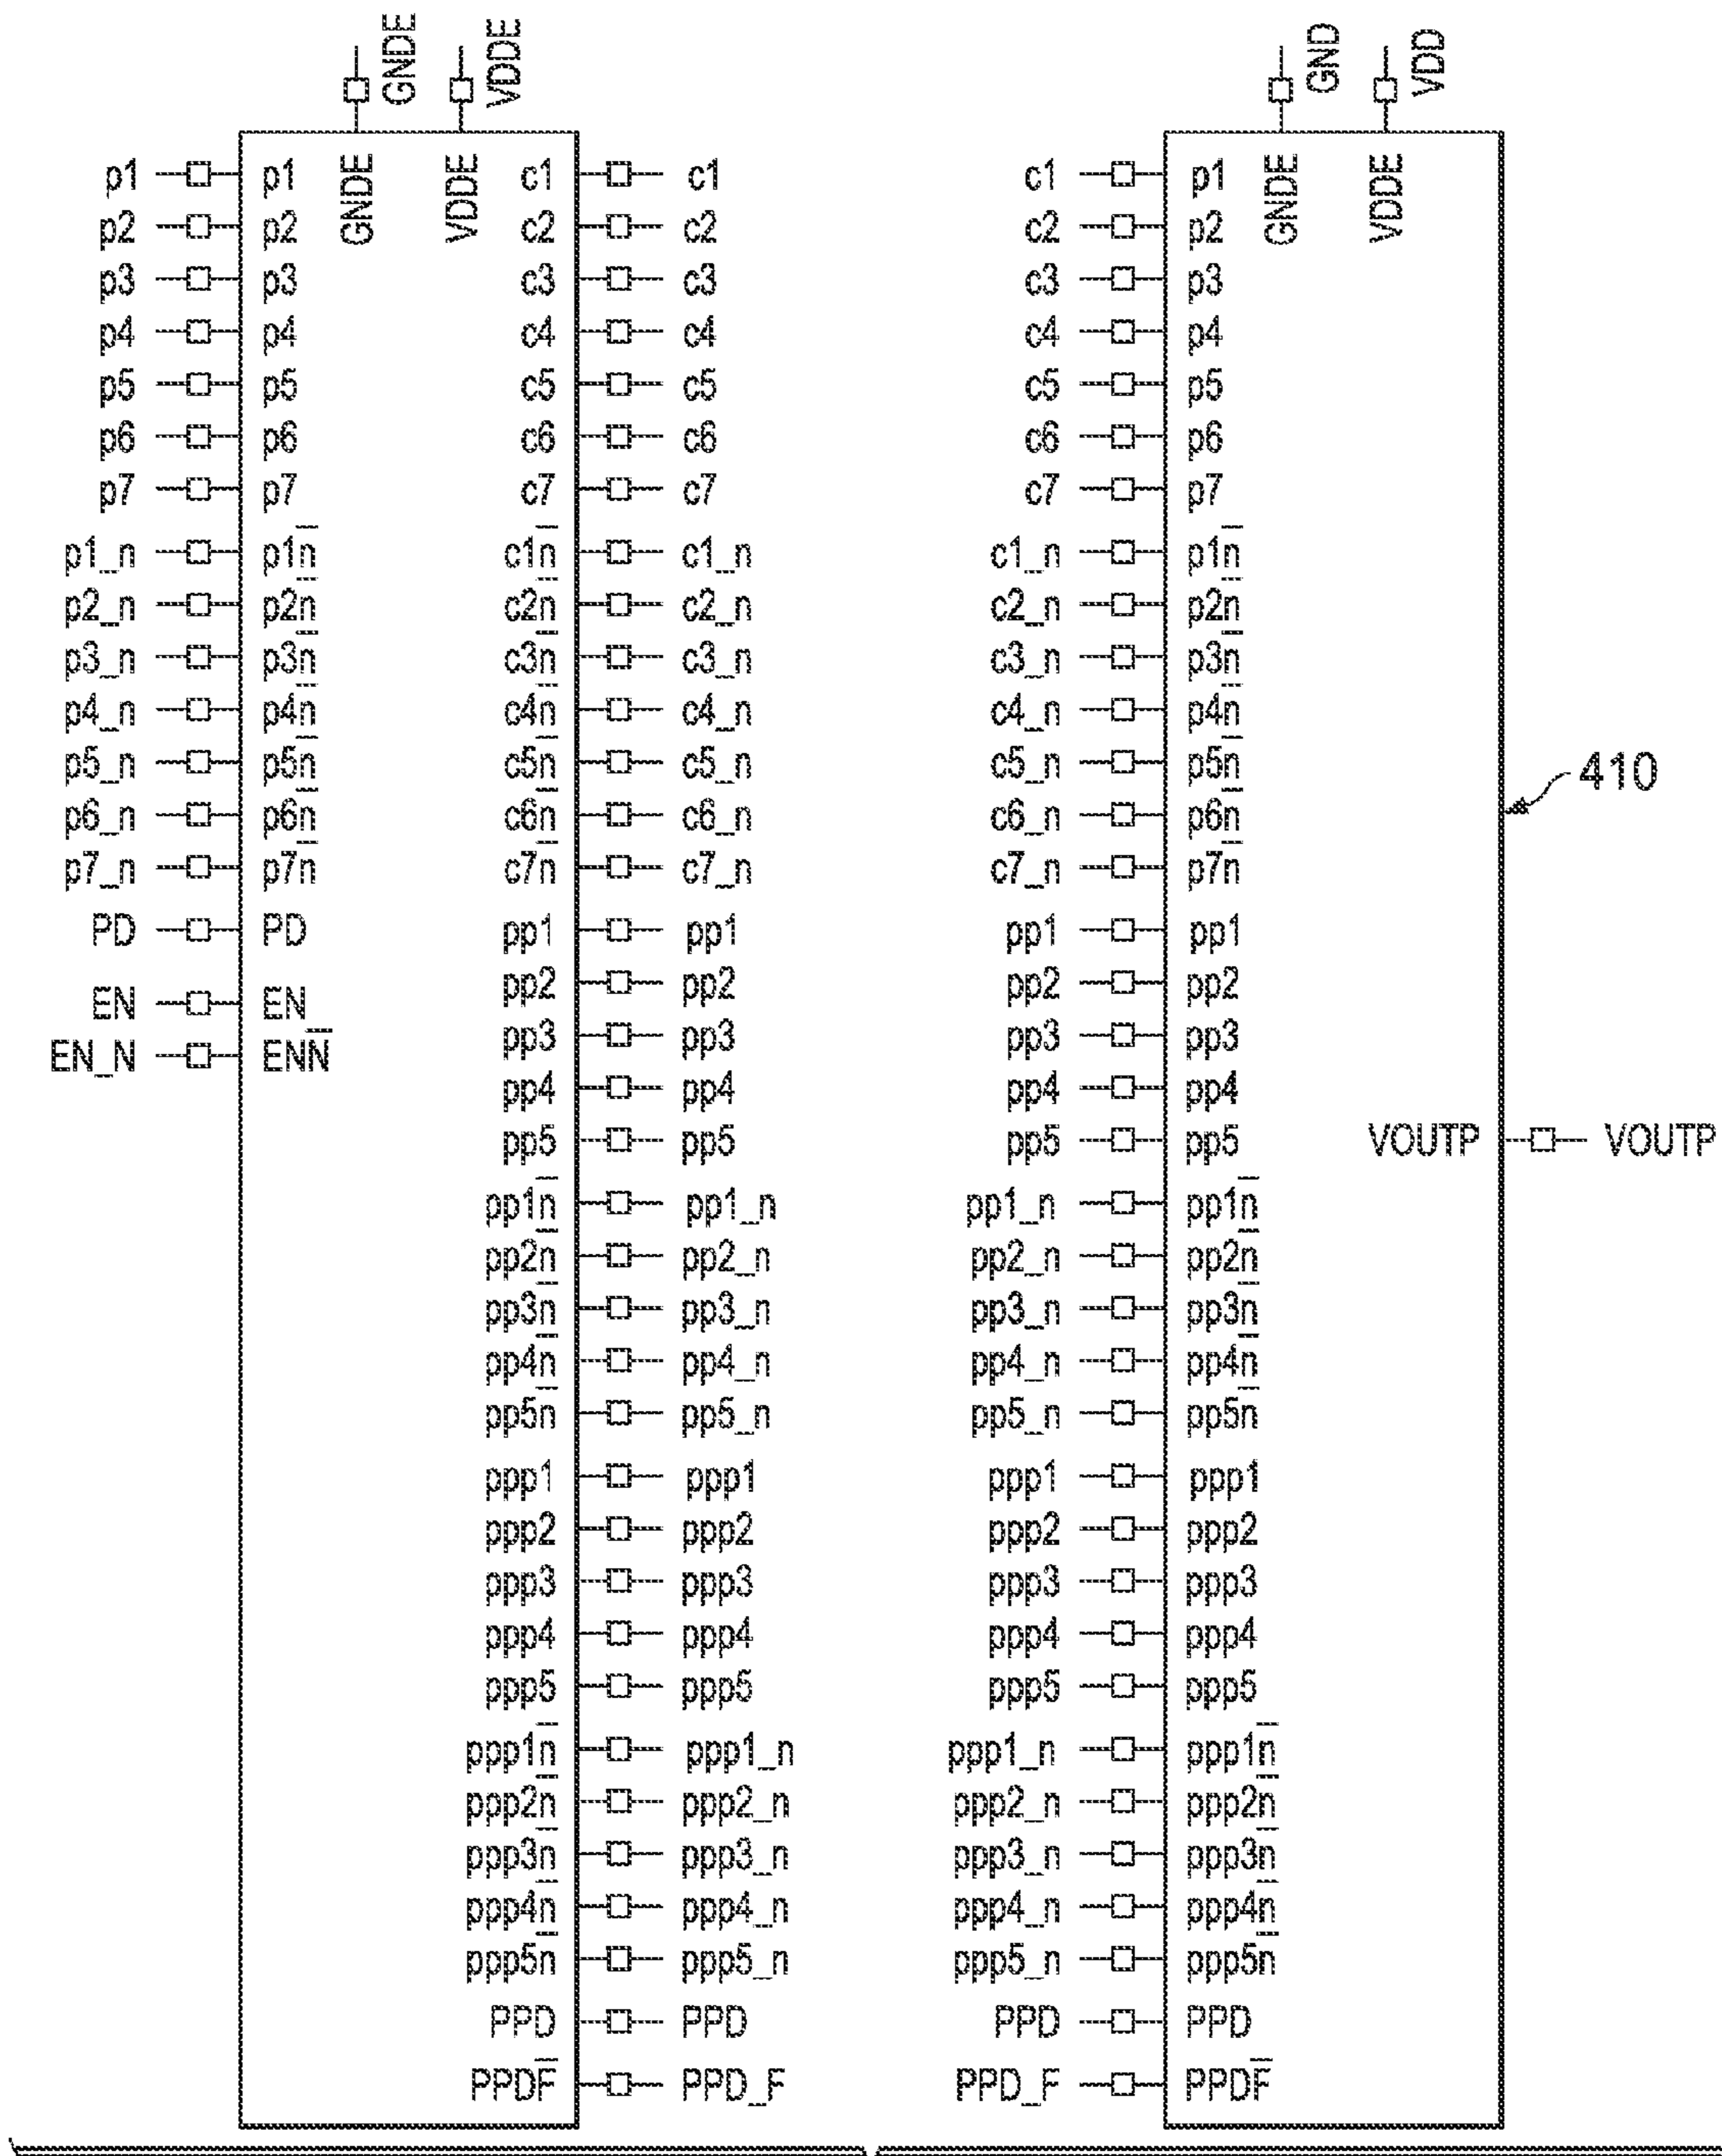 GNDE VDDE GND VDD
GNDE VDDE GNDE VDDE
p1 p1 c1 c1 c1 p1
p2 p2 c2 c2 c2 p2
p3 p3 c3 c3 c3 p3
p4 p4 c4 c4 c4 p4
p5 p5 c5 c5 c5 p5
p6 p6 c6 c6 c6 p6
p7 p7 c7 c7 c7 p7
p1_n p1n̅ c1n̅ c1_n c1_n p1n̅
p2_n p2n̅ c2n̅ c2_n c2_n p2n̅
p3_n p3n̅ c3n̅ c3_n c3_n p3n̅
p4_n p4n̅ c4n̅ c4_n c4_n p4n̅
p5_n p5n̅ c5n̅ c5_n c5_n p5n̅ 410
p6_n p6n̅ c6n̅ c6_n c6_n p6n̅
p7_n p7n̅ c7n̅ c7_n c7_n p7n̅
PD PD pp1 pp1 pp1 pp1
pp2 pp2 pp2 pp2
EN EN
pp3 pp3 pp3 pp3
EN_N ENN̅
pp4 pp4 pp4 pp4
pp5 pp5 pp5 pp5 VOUTP VOUTP
pp1n̅ pp1_n pp1_n pp1n̅
pp2n̅ pp2_n pp2_n pp2n̅
pp3n̅ pp3_n pp3_n pp3n̅
pp4n̅ pp4_n pp4_n pp4n̅
pp5n̅ pp5_n pp5_n pp5n̅
ppp1 ppp1 ppp1 ppp1
ppp2 ppp2 ppp2 ppp2
ppp3 ppp3 ppp3 ppp3
ppp4 ppp4 ppp4 ppp4
ppp5 ppp5 ppp5 ppp5
ppp1n̅ ppp1_n ppp1_n ppp1n̅
ppp2n̅ ppp2_n ppp2_n ppp2n̅
ppp3n̅ ppp3_n ppp3_n ppp3n̅
ppp4n̅ ppp4_n ppp4_n ppp4n̅
ppp5n̅ ppp5_n ppp5_n ppp5n̅
PPD PPD PPD PPD
PPDF̅ PPD_F PPD_F PPDF̅